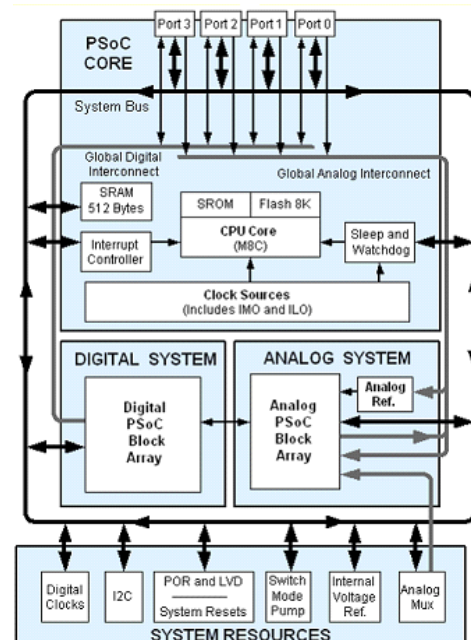 Port 3 Port 2 Port 1 Port 0
PSoC
CORE
System Bus
Global Digital
Interconnect
Global Analog Interconnect
SRAM
512 Bytes
SROM Flash 8K
CPU Core
(M8C)
Interrupt
Controller
Sleep and
Watchdog
Clock Sources
(Includes IMO and ILO)
DIGITAL SYSTEM
Digital
PSoC
Block
Array
ANALOG SYSTEM
Analog
PSoC
Block
Array
Analog
Ref.
Digital
Clocks
I2C
POR and LVD
System Resets
Switch
Mode
Pump
Internal
Voltage
Ref.
Analog
Mux
SYSTEM RESOURCES